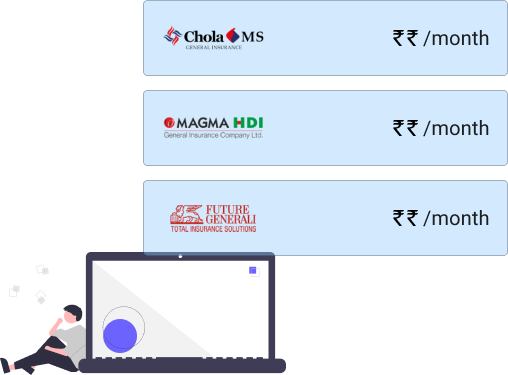 Chola MS
GENERAL INSURANCE
₹₹ /month
MAGMA HDI
General Insurance Company Ltd.
₹₹ /month
FUTURE
GENERALI
TOTAL INSURANCE SOLUTIONS
₹₹ /month